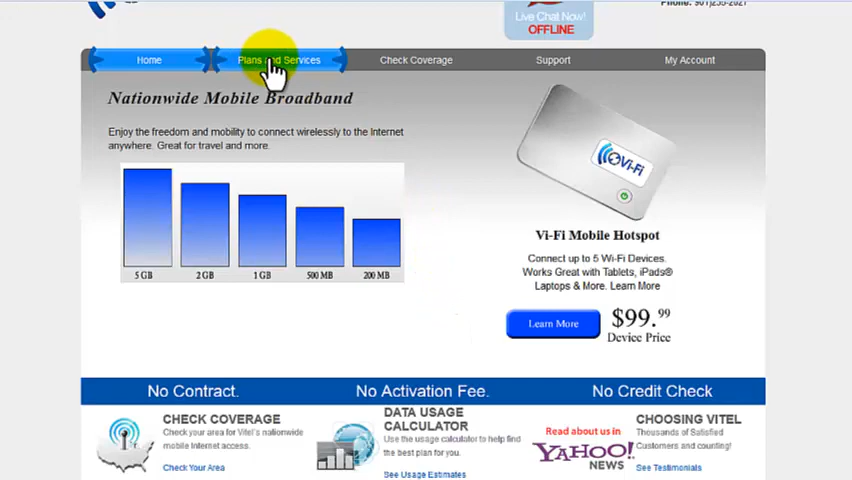 Live Chat Now!
OFFLINE
Home
Plans and Services
Check Coverage
Support
My Account
Nationwide Mobile Broadband
Enjoy the freedom and mobility to connect wirelessly to the Internet
anywhere. Great for travel and more.
5 GB
2 GB
1 GB
500 MB
200 MB
Vi-Fi
Vi-Fi Mobile Hotspot
Connect up to 5 Wi-Fi Devices.
Works Great with Tablets, iPads®
Laptops & More. Learn More
Learn More
$99.99
Device Price
No Contract.
No Activation Fee.
No Credit Check
CHECK COVERAGE
Check your area for Vitel's nationwide
mobile Internet access.
Check Your Area
DATA USAGE
CALCULATOR
Use the usage calculator to help find
the best plan for you.
See Usage Estimates
Read about us in
YAHOO!
NEWS
CHOOSING VITEL
Thousands of Satisfied
Customers and counting!
See Testimonials